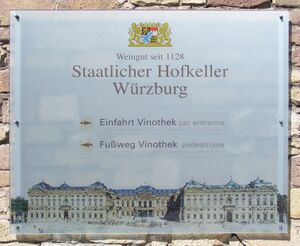 Weingut seit 1128
Staatlicher Hofkeller
Würzburg
Einfahrt Vinothek car entrance
Fußweg Vinothek pedestrians